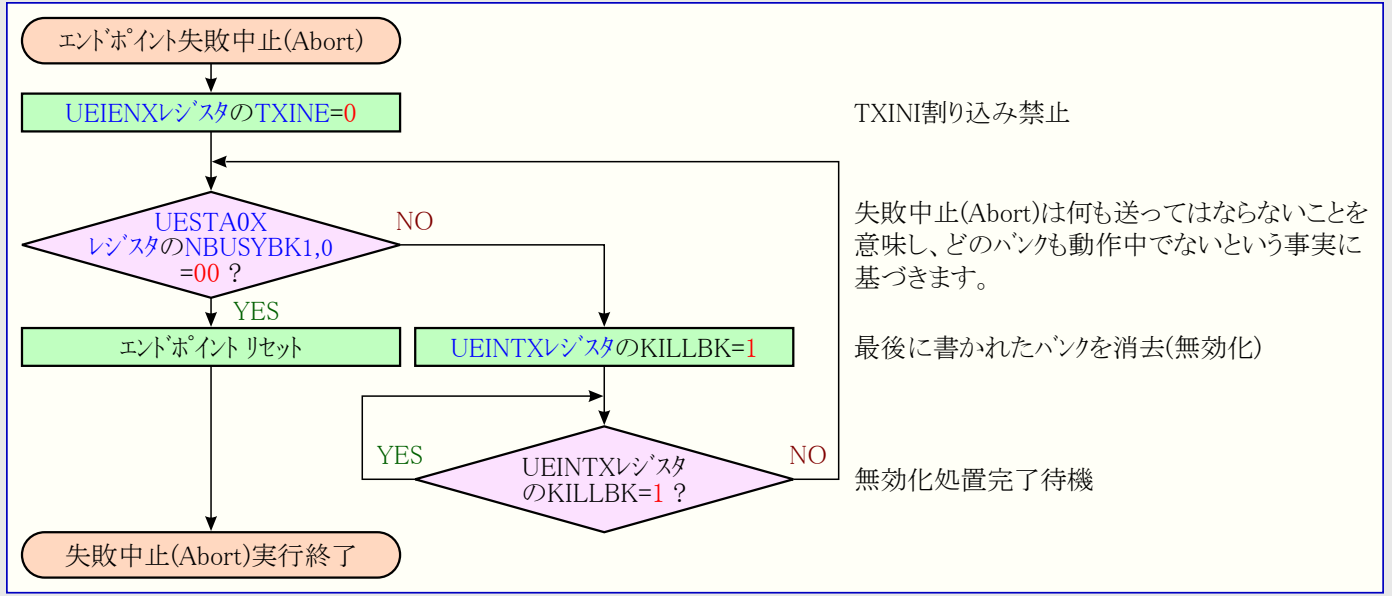 ｴﾝﾄﾞﾎﾟｲﾝﾄ失敗中止(Abort)
UEIENXﾚｼﾞｽﾀのTXINE=0
TXINI割り込み禁止
UESTA0X
ﾚｼﾞｽﾀのNBUSYBK1,0
=00 ?
NO
YES
失敗中止(Abort)は何も送ってはならないことを
意味し、どのﾊﾞﾝｸも動作中でないという事実に
基づきます。
ｴﾝﾄﾞﾎﾟｲﾝﾄ ﾘｾｯﾄ
UEINTXﾚｼﾞｽﾀのKILLBK=1
最後に書かれたﾊﾞﾝｸを消去(無効化)
YES
UEINTXﾚｼﾞｽﾀ
のKILLBK=1 ?
NO
無効化処置完了待機
失敗中止(Abort)実行終了